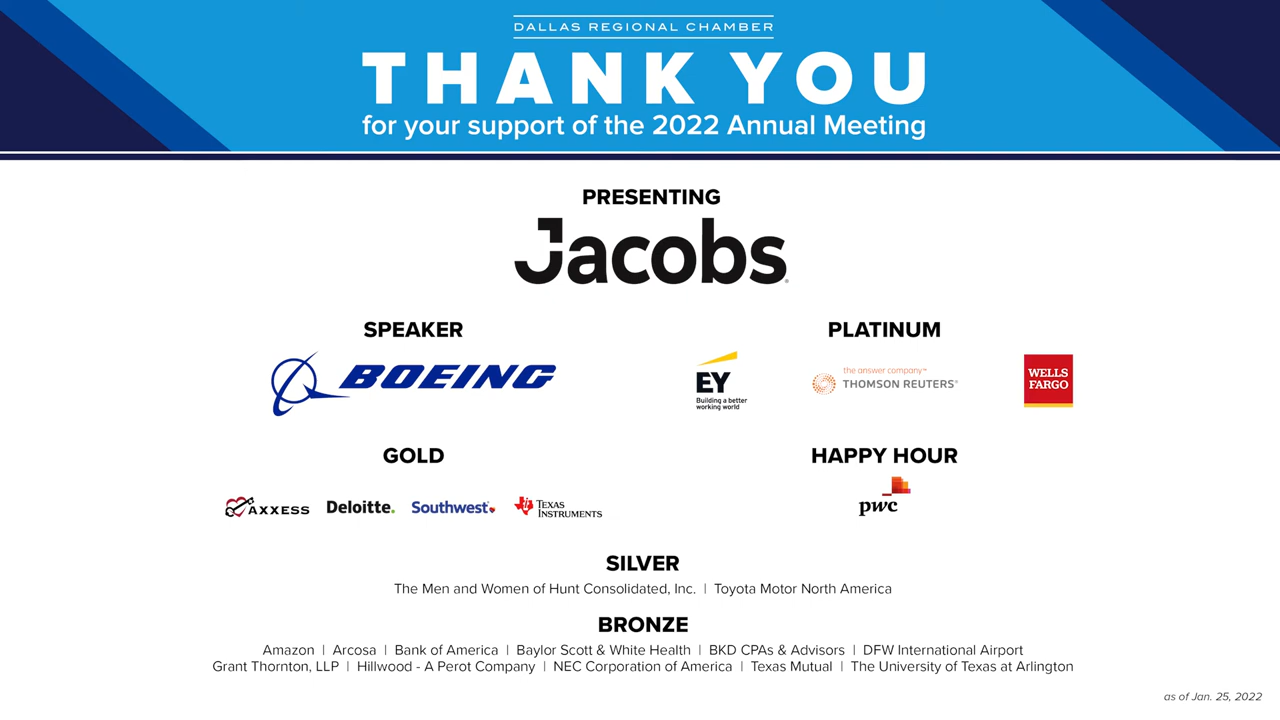 DALLAS REGIONAL CHAMBER
THANK YOU
for your support of the 2022 Annual Meeting
PRESENTING
Jacobs®
SPEAKER
BOEING
PLATINUM
EY
Building a better
working world
the answer company™
THOMSON REUTERS®
WELLS
FARGO
GOLD
AXXESS
Deloitte.
Southwest®
TEXAS
INSTRUMENTS
HAPPY HOUR
pwc
SILVER
The Men and Women of Hunt Consolidated, Inc. | Toyota Motor North America
BRONZE
Amazon | Arcosa | Bank of America | Baylor Scott & White Health | BKD CPAs & Advisors | DFW International Airport
Grant Thornton, LLP | Hillwood - A Perot Company | NEC Corporation of America | Texas Mutual | The University of Texas at Arlington
as of Jan. 25, 2022